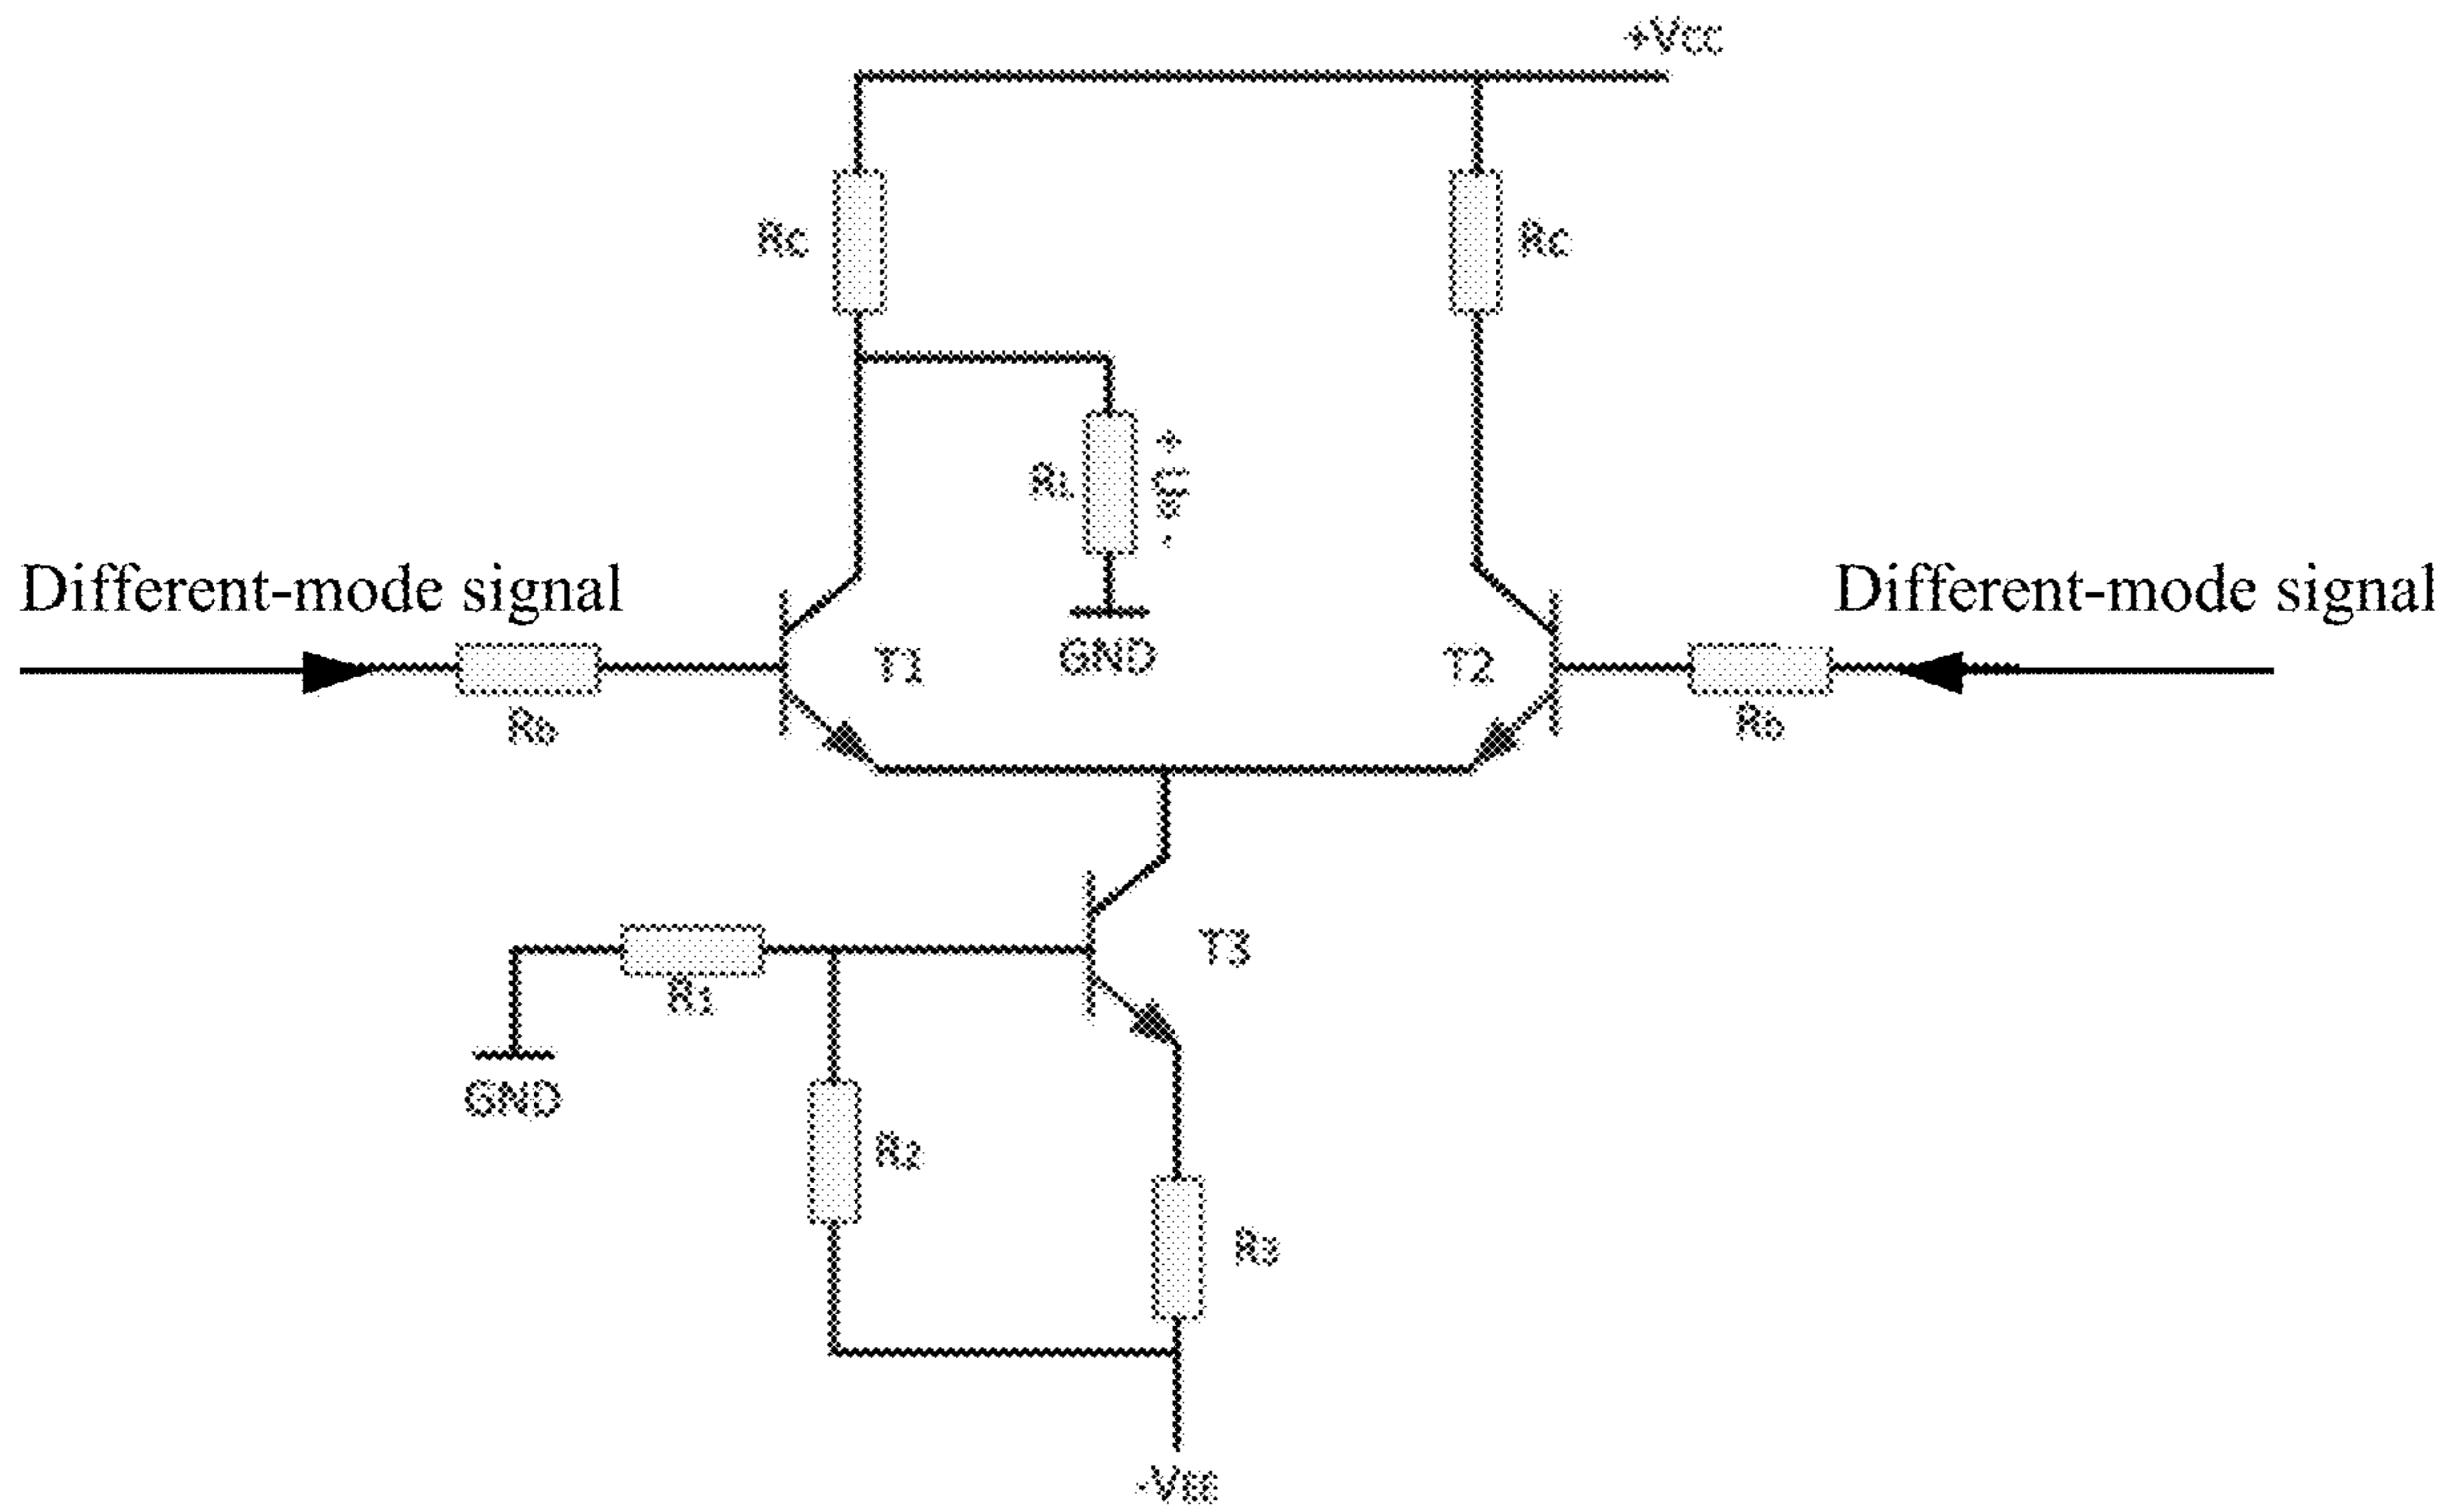 +VCC
RC
RC
RL
+
U0
-
Different-mode signal
Different-mode signal
T1
GND
T2
Rb
Rb
T3
R1
GND
R2
R3
-VEE